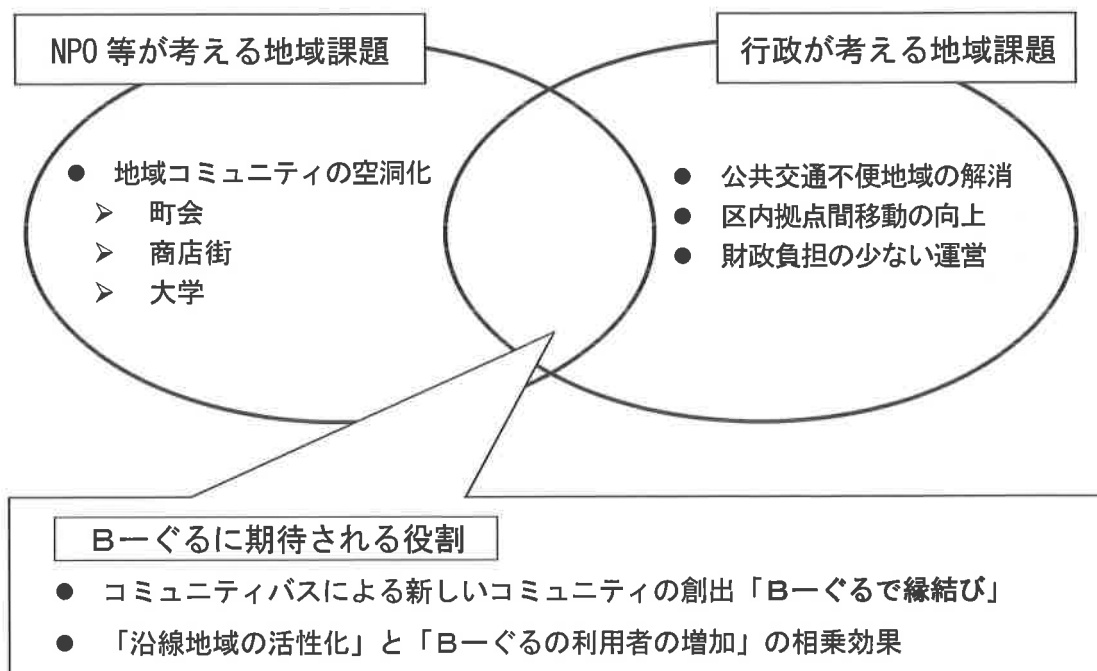 NPO 等が考える地域課題
● 地域コミュニティの空洞化
➢ 町会
➢ 商店街
➢ 大学
行政が考える地域課題
● 公共交通不便地域の解消
● 区内拠点間移動の向上
● 財政負担の少ない運営
Bーぐるに期待される役割
● コミュニティバスによる新しいコミュニティの創出「Bーぐるで縁結び」
● 「沿線地域の活性化」と「Bーぐるの利用者の増加」の相乗効果